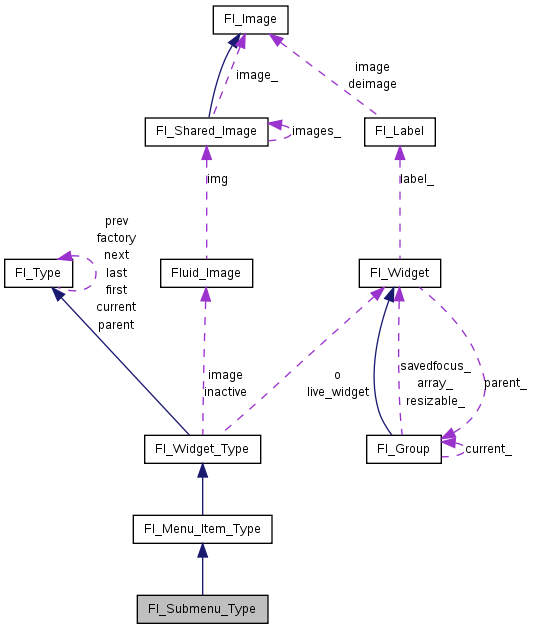 Fl_Image
image_
image
deimage
Fl_Shared_Image
images_
Fl_Label
img
label_
prev
factory
next
last
first
current
parent
Fl_Type
Fluid_Image
Fl_Widget
image
inactive
o
live_widget
savedfocus_
array_
resizable_
parent_
Fl_Widget_Type
Fl_Group
current_
Fl_Menu_Item_Type
Fl_Submenu_Type